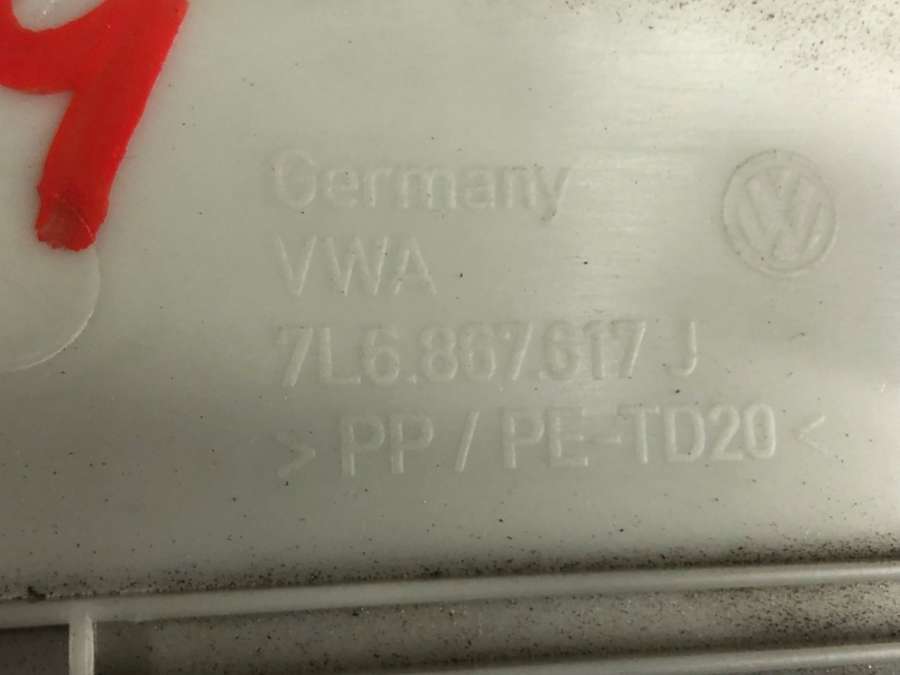 Germany
VWA
7L6.867.617 J
> PP / PE-TD20 <